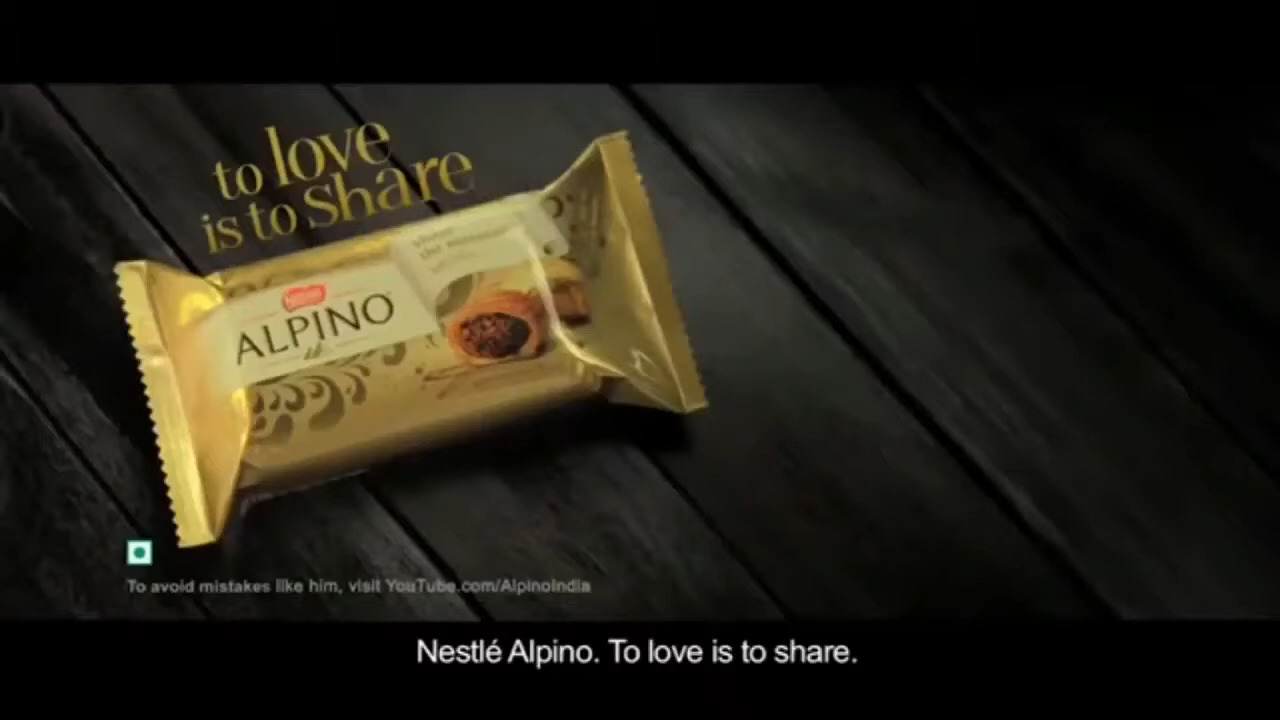 to love
is to share
Nestlé
ALPINO
To avoid mistakes like him, visit YouTube.com/AlpinoIndia
Nestlé Alpino. To love is to share.